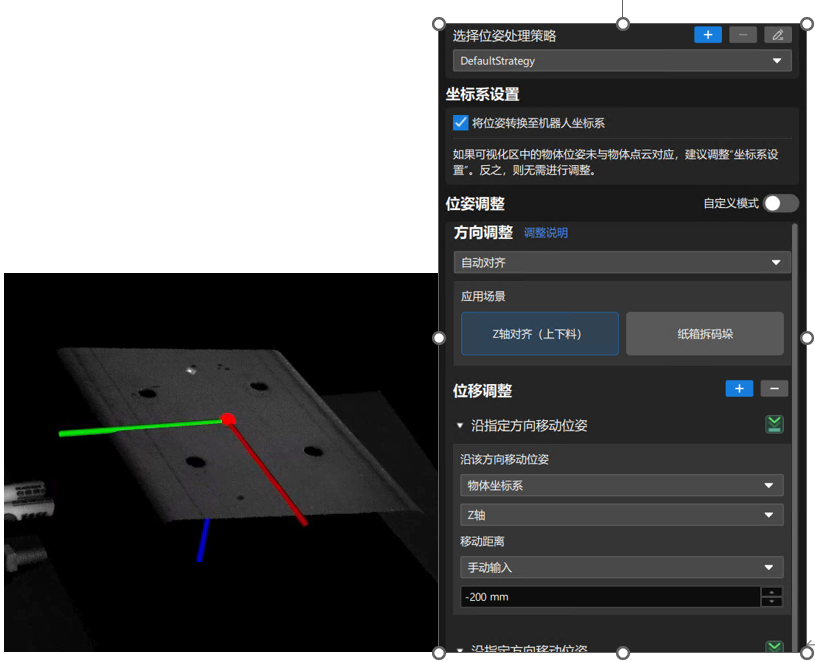 选择位姿处理策略
DefaultStrategy
坐标系设置
将位姿转换至机器人坐标系
如果可视化区中的物体位姿未与物体点云对应，建议调整“坐标系设
置”。反之，则无需进行调整。
位姿调整
自定义模式
方向调整 调整说明
自动对齐
应用场景
Z轴对齐（上下料）
纸箱拆码垛
位移调整
沿指定方向移动位姿
沿该方向移动位姿
物体坐标系
Z轴
移动距离
手动输入
-200 mm
沿指定方向移动位姿